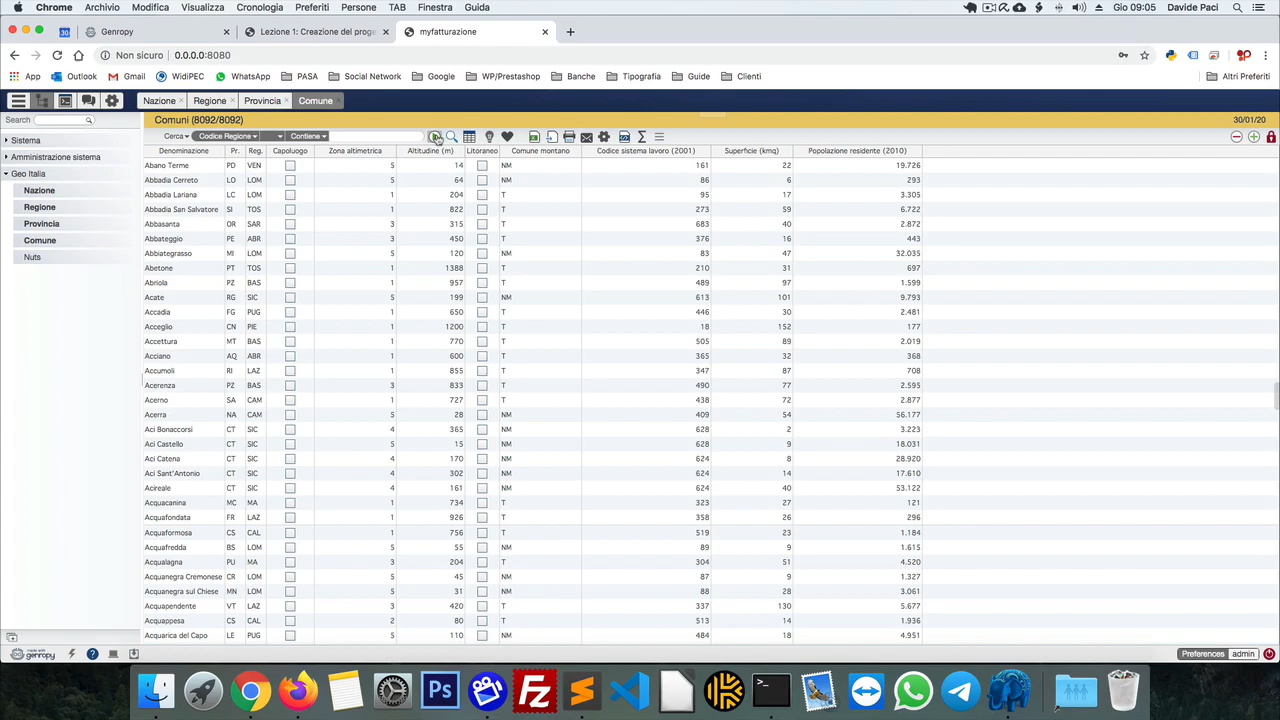 Chrome Archivio Modifica Visualizza Cronologia Preferiti Persone TAB Finestra Guida Gio 09:05 Davide Paci
30 Genropy Lezione 1: Creazione del proge myfatturazione
Non sicuro 0.0.0.0:8080
App Outlook Gmail WidiPEC WhatsApp PASA Social Network Google WP/Prestashop Banche Tipografia Guide Clienti Altri Preferiti
Nazione Regione Provincia Comune
Search Comuni (8092/8092) 30/01/20
Cerca Codice Regione Contiene
Sistema
Amministrazione sistema
Geo Italia
Nazione
Regione
Provincia
Comune
Nuts
Denominazione Pr. Reg. Capoluogo Zona altimetrica Altitudine (m) Litoraneo Comune montano Codice sistema lavoro (2001) Superficie (kmq) Popolazione residente (2010)
Abano Terme PD VEN 5 14 NM 161 22 19.726
Abbadia Cerreto LO LOM 5 64 NM 86 6 293
Abbadia Lariana LC LOM 1 204 T 95 17 3.305
Abbadia San Salvatore SI TOS 1 822 T 273 59 6.722
Abbasanta OR SAR 3 315 T 683 40 2.872
Abbateggio PE ABR 3 450 T 376 16 443
Abbiategrasso MI LOM 5 120 NM 83 47 32.035
Abetone PT TOS 1 1388 T 210 31 697
Abriola PZ BAS 1 957 T 489 97 1.599
Acate RG SIC 5 199 NM 613 101 9.793
Accadia FG PUG 1 650 T 446 30 2.481
Acceglio CN PIE 1 1200 T 18 152 177
Accettura MT BAS 1 770 T 505 89 2.019
Acciano AQ ABR 1 600 T 365 32 368
Accumoli RI LAZ 1 855 T 347 87 708
Acerenza PZ BAS 3 833 T 490 77 2.595
Acerno SA CAM 1 727 T 438 72 2.877
Acerra NA CAM 5 28 NM 409 54 56.177
Aci Bonaccorsi CT SIC 4 365 NM 628 2 3.223
Aci Castello CT SIC 5 15 NM 628 9 18.031
Aci Catena CT SIC 4 170 NM 624 8 28.920
Aci Sant'Antonio CT SIC 4 302 NM 624 14 17.610
Acireale CT SIC 4 161 NM 624 40 53.122
Acquacanina MC MA 1 734 T 323 27 121
Acquafondata FR LAZ 1 926 T 358 26 296
Acquaformosa CS CAL 1 756 T 519 23 1.184
Acquafredda BS LOM 5 55 NM 89 9 1.615
Acqualagna PU MA 3 204 T 304 51 4.520
Acquanegra Cremonese CR LOM 5 45 NM 87 9 1.327
Acquanegra sul Chiese MN LOM 5 31 NM 88 28 3.061
Acquapendente VT LAZ 3 420 T 337 130 5.677
Acquappesa CS CAL 2 80 T 513 14 1.936
Acquarica del Capo LE PUG 5 110 NM 484 18 4.951
made with genropy Preferences admin
Ps Fz